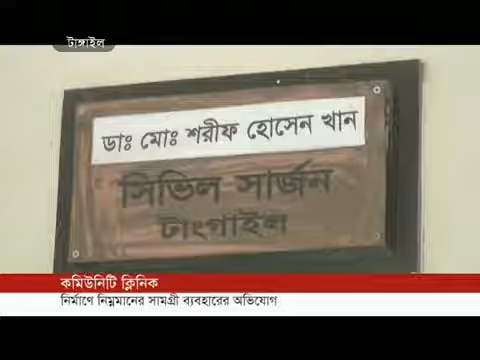 টাঙ্গাইল
ডাঃ মোঃ শরীফ হোসেন খান
সিভিল সার্জন
টাংগাইল
কমিউনিটি ক্লিনিক
নির্মাণে নিম্নমানের সামগ্রী ব্যবহারের অভিযোগ